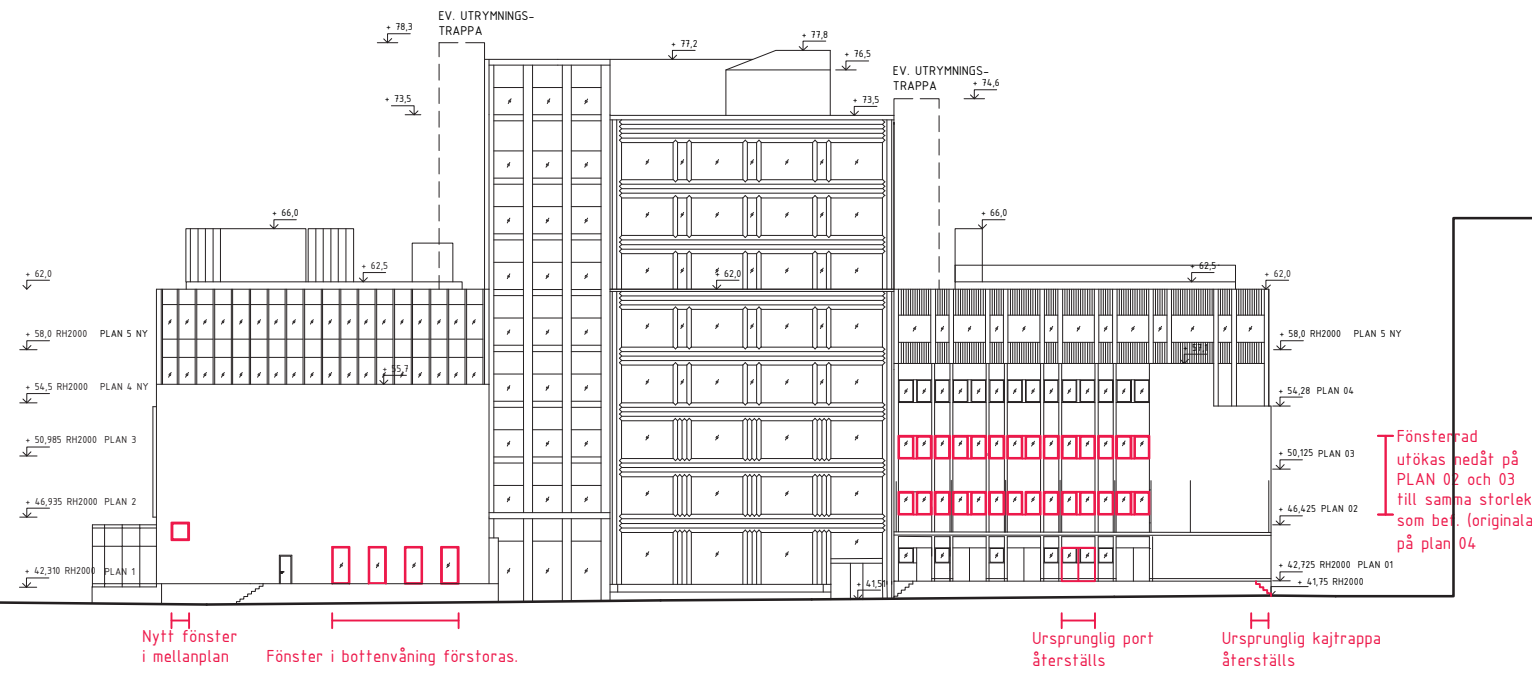 EV. UTRYMNINGS-
TRAPPA
+ 78,3
+ 77,2
+ 77,8
+ 76,5
EV. UTRYMNINGS-
TRAPPA
+ 74,6
+ 73,5
+ 73,5
+ 66,0
+ 66,0
+ 62,0
+ 62,5
+ 62,0
+ 62,5
+ 62,0
+ 58,0 RH2000 PLAN 5 NY
+ 58,0 RH2000 PLAN 5 NY
+ 57,1
+ 55,7
+ 54,5 RH2000 PLAN 4 NY
+ 54,28 PLAN 04
+ 50,985 RH2000 PLAN 3
+ 50,125 PLAN 03
+ 46,935 RH2000 PLAN 2
+ 46,425 PLAN 02
+ 42,310 RH2000 PLAN 1
+ 42,725 RH2000 PLAN 01
+ 41,51
+ 41,75 RH2000
Fönsterrad
utökas nedåt på
PLAN 02 och 03
till samma storlek
som bef. (originala
på plan 04
Nytt fönster
i mellanplan
Fönster i bottenvåning förstoras.
Ursprunglig port
återställs
Ursprunglig kajtrappa
återställs